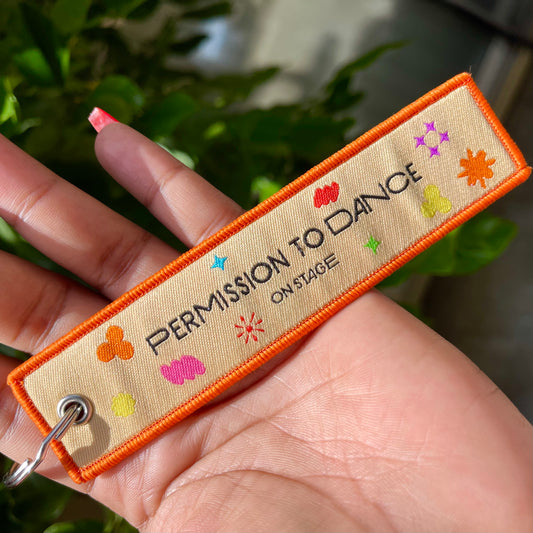 PERMISSION TO DANCE
ON STAGE